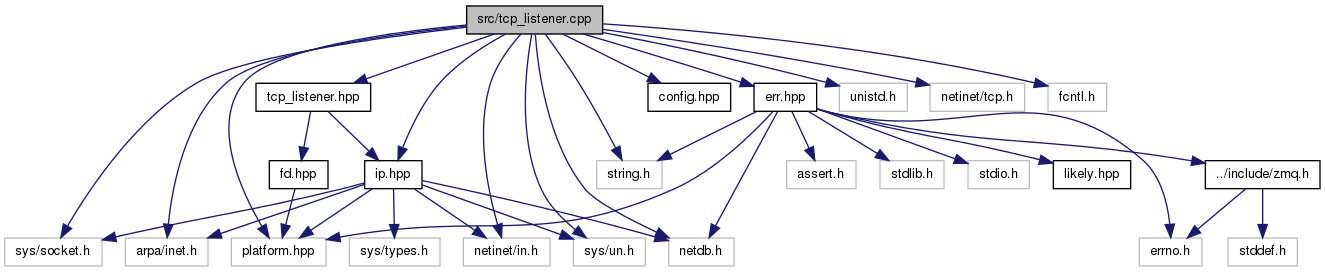 src/tcp_listener.cpp
tcp_listener.hpp
config.hpp
err.hpp
unistd.h
netinet/tcp.h
fcntl.h
fd.hpp
ip.hpp
string.h
assert.h
stdlib.h
stdio.h
likely.hpp
../include/zmq.h
sys/socket.h
arpa/inet.h
platform.hpp
sys/types.h
netinet/in.h
sys/un.h
netdb.h
errno.h
stddef.h